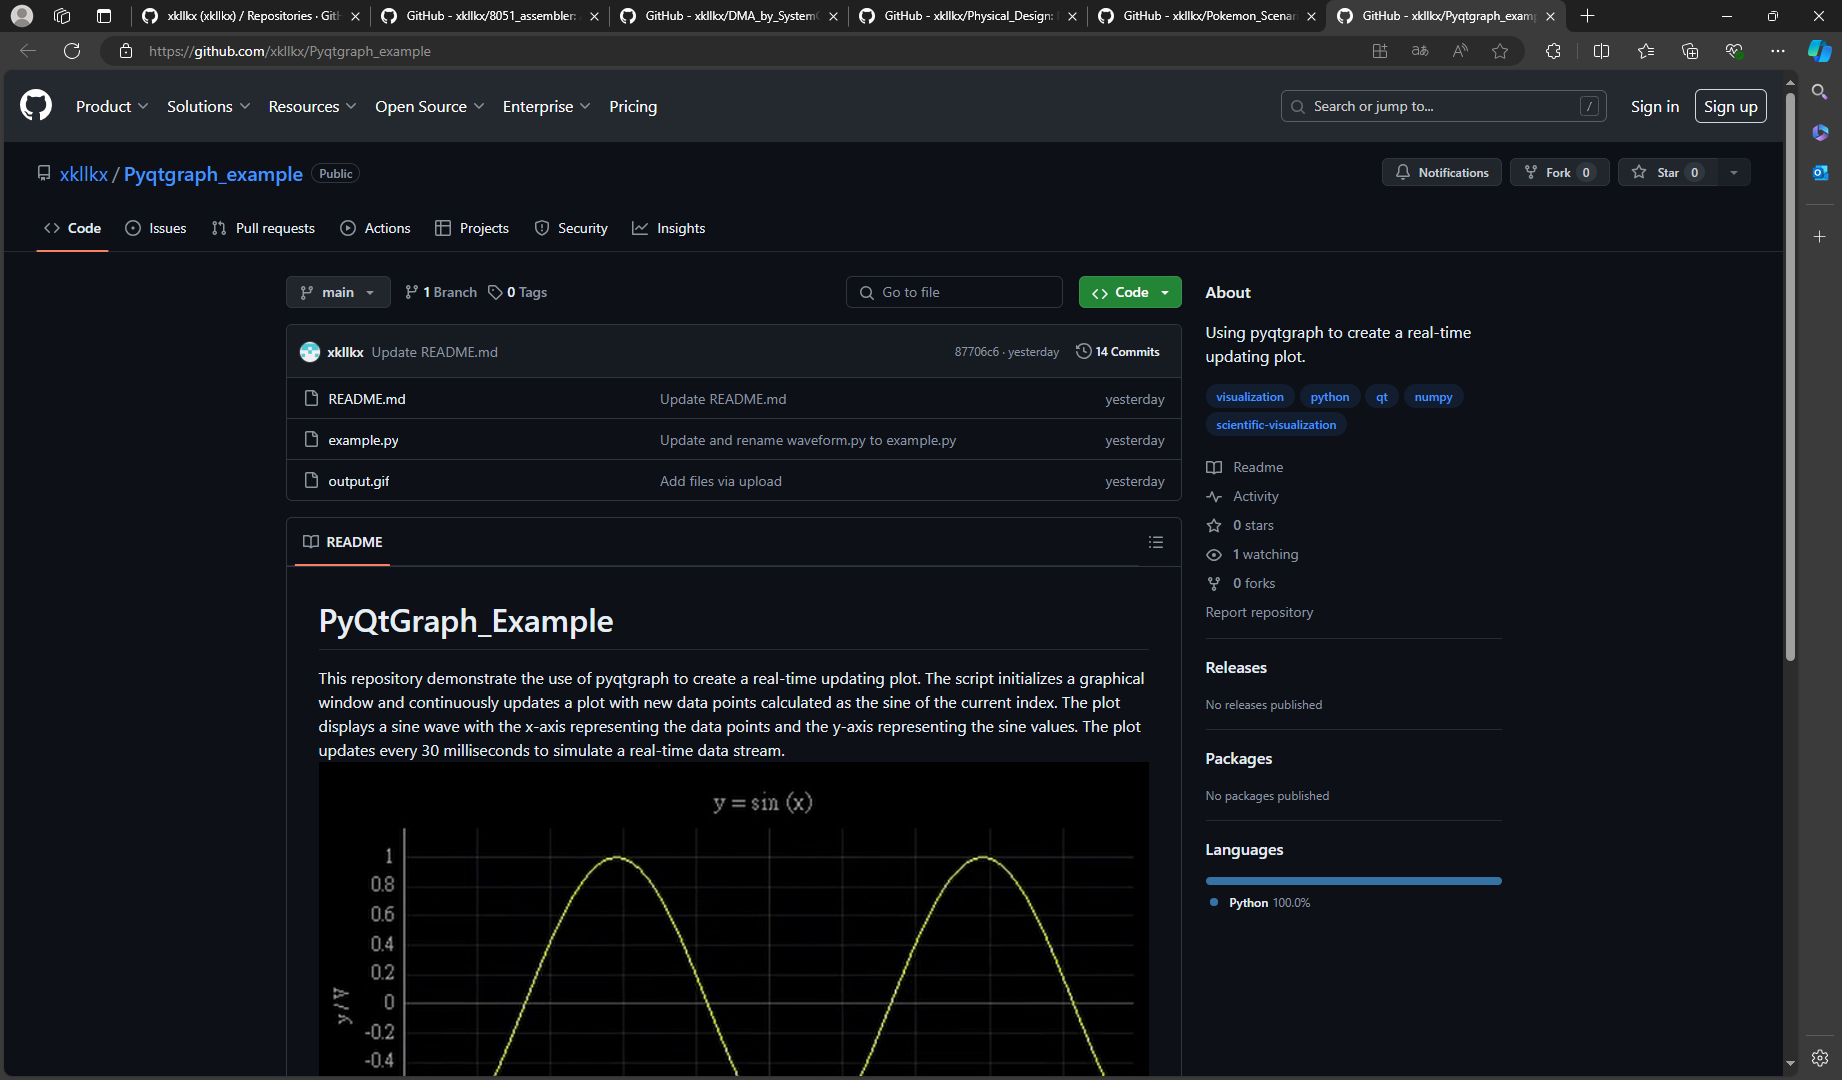 xkllkx (xkllkx) / Repositories · GitH
GitHub - xkllkx/8051_assembler: A
GitHub - xkllkx/DMA_by_SystemC
GitHub - xkllkx/Physical_Design:
GitHub - xkllkx/Pokemon_Scenari
GitHub - xkllkx/Pyqtgraph_examp
https://github.com/xkllkx/Pyqtgraph_example
Product Solutions Resources Open Source Enterprise Pricing
Search or jump to... /
Sign in
Sign up
xkllkx / Pyqtgraph_example Public
Notifications
Fork 0
Star 0
Code Issues Pull requests Actions Projects Security Insights
main 1 Branch 0 Tags
Go to file
Code
xkllkx Update README.md 87706c6 · yesterday 14 Commits
README.md Update README.md yesterday
example.py Update and rename waveform.py to example.py yesterday
output.gif Add files via upload yesterday
README
PyQtGraph_Example
This repository demonstrate the use of pyqtgraph to create a real-time updating plot. The script initializes a graphical
window and continuously updates a plot with new data points calculated as the sine of the current index. The plot
displays a sine wave with the x-axis representing the data points and the y-axis representing the sine values. The plot
updates every 30 milliseconds to simulate a real-time data stream.
y = sin (x)
1
0.8
0.6
0.4
0.2
0
-0.2
-0.4
y / V
About
Using pyqtgraph to create a real-time
updating plot.
visualization python qt numpy
scientific-visualization
Readme
Activity
0 stars
1 watching
0 forks
Report repository
Releases
No releases published
Packages
No packages published
Languages
Python 100.0%